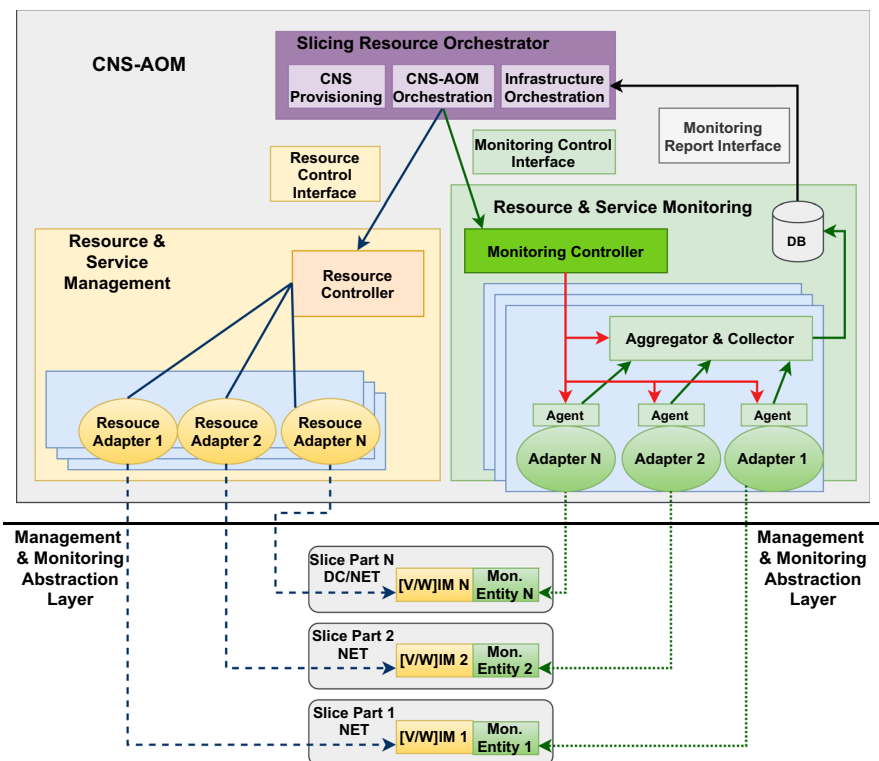 CNS-AOM
Slicing Resource Orchestrator
CNS
Provisioning
CNS-AOM
Orchestration
Infrastructure
Orchestration
Resource
Control
Interface
Monitoring Control
Interface
Monitoring
Report Interface
Resource &
Service
Management
Resource
Controller
Resouce
Adapter 1
Resouce
Adapter 2
Resouce
Adapter N
Resource & Service Monitoring
Monitoring Controller
DB
Aggregator & Collector
Agent
Agent
Agent
Adapter N
Adapter 2
Adapter 1
Management
& Monitoring
Abstraction
Layer
Management
& Monitoring
Abstraction
Layer
Slice Part N
DC/NET
[V/W]IM N
Mon.
Entity N
Slice Part 2
NET
[V/W]IM 2
Mon.
Entity 2
Slice Part 1
NET
[V/W]IM 1
Mon.
Entity 1